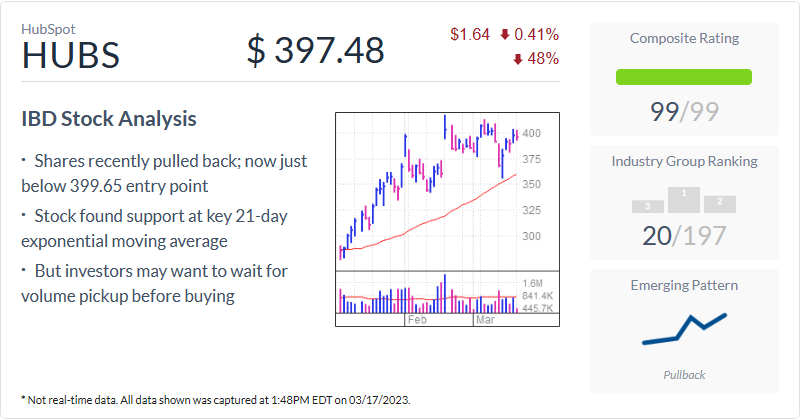 HubSpot
HUBS
$ 397.48
$1.64 0.41%
48%
IBD Stock Analysis
• Shares recently pulled back; now just
below 399.65 entry point
• Stock found support at key 21-day
exponential moving average
• But investors may want to wait for
volume pickup before buying
400
375
350
325
300
1.6M
841.4K
445.7K
Feb Mar
Composite Rating
99/99
Industry Group Ranking
3 1 2
20/197
Emerging Pattern
Pullback
* Not real-time data. All data shown was captured at 1:48PM EDT on 03/17/2023.